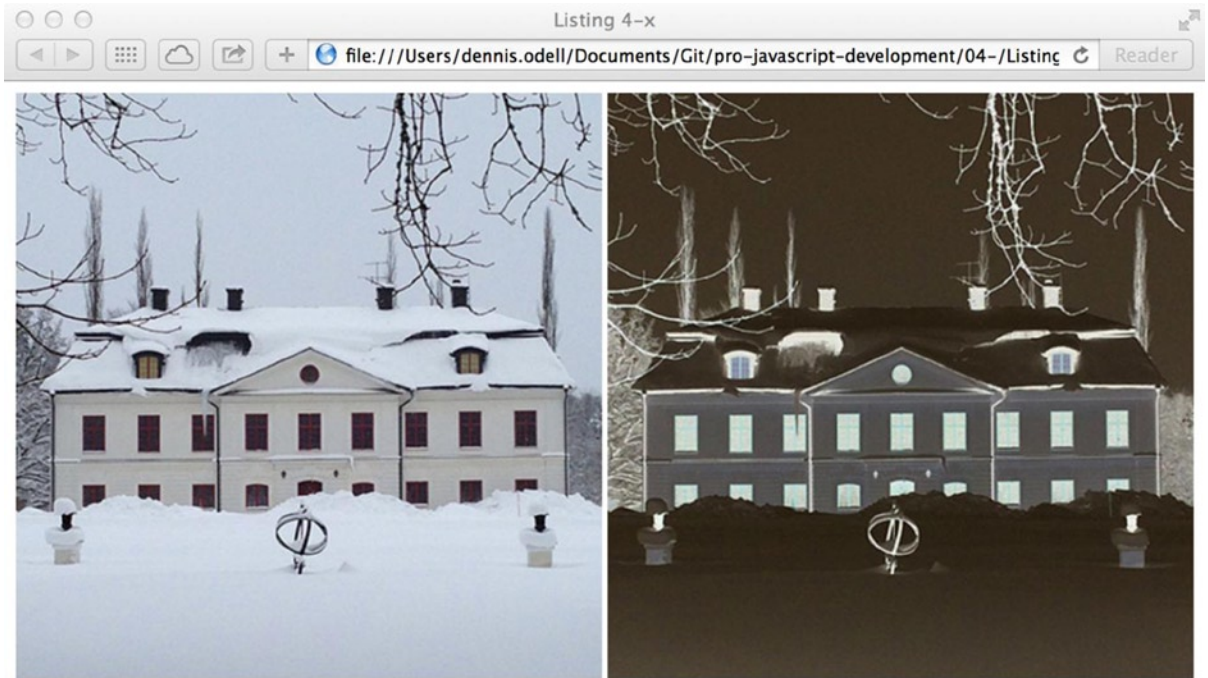 Listing 4-x
file:///Users/dennis.odell/Documents/Git/pro-javascript-development/04-/Listing
Reader